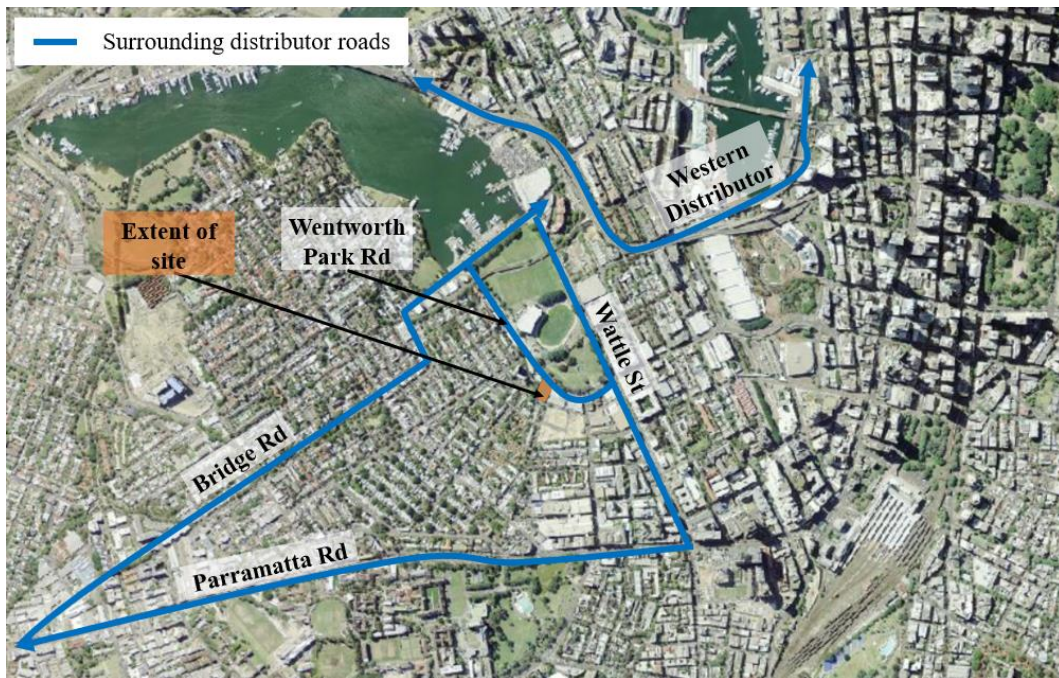 Surrounding distributor roads
Western
Distributor
Extent of
site
Wentworth
Park Rd
Wattle St
Bridge Rd
Parramatta Rd